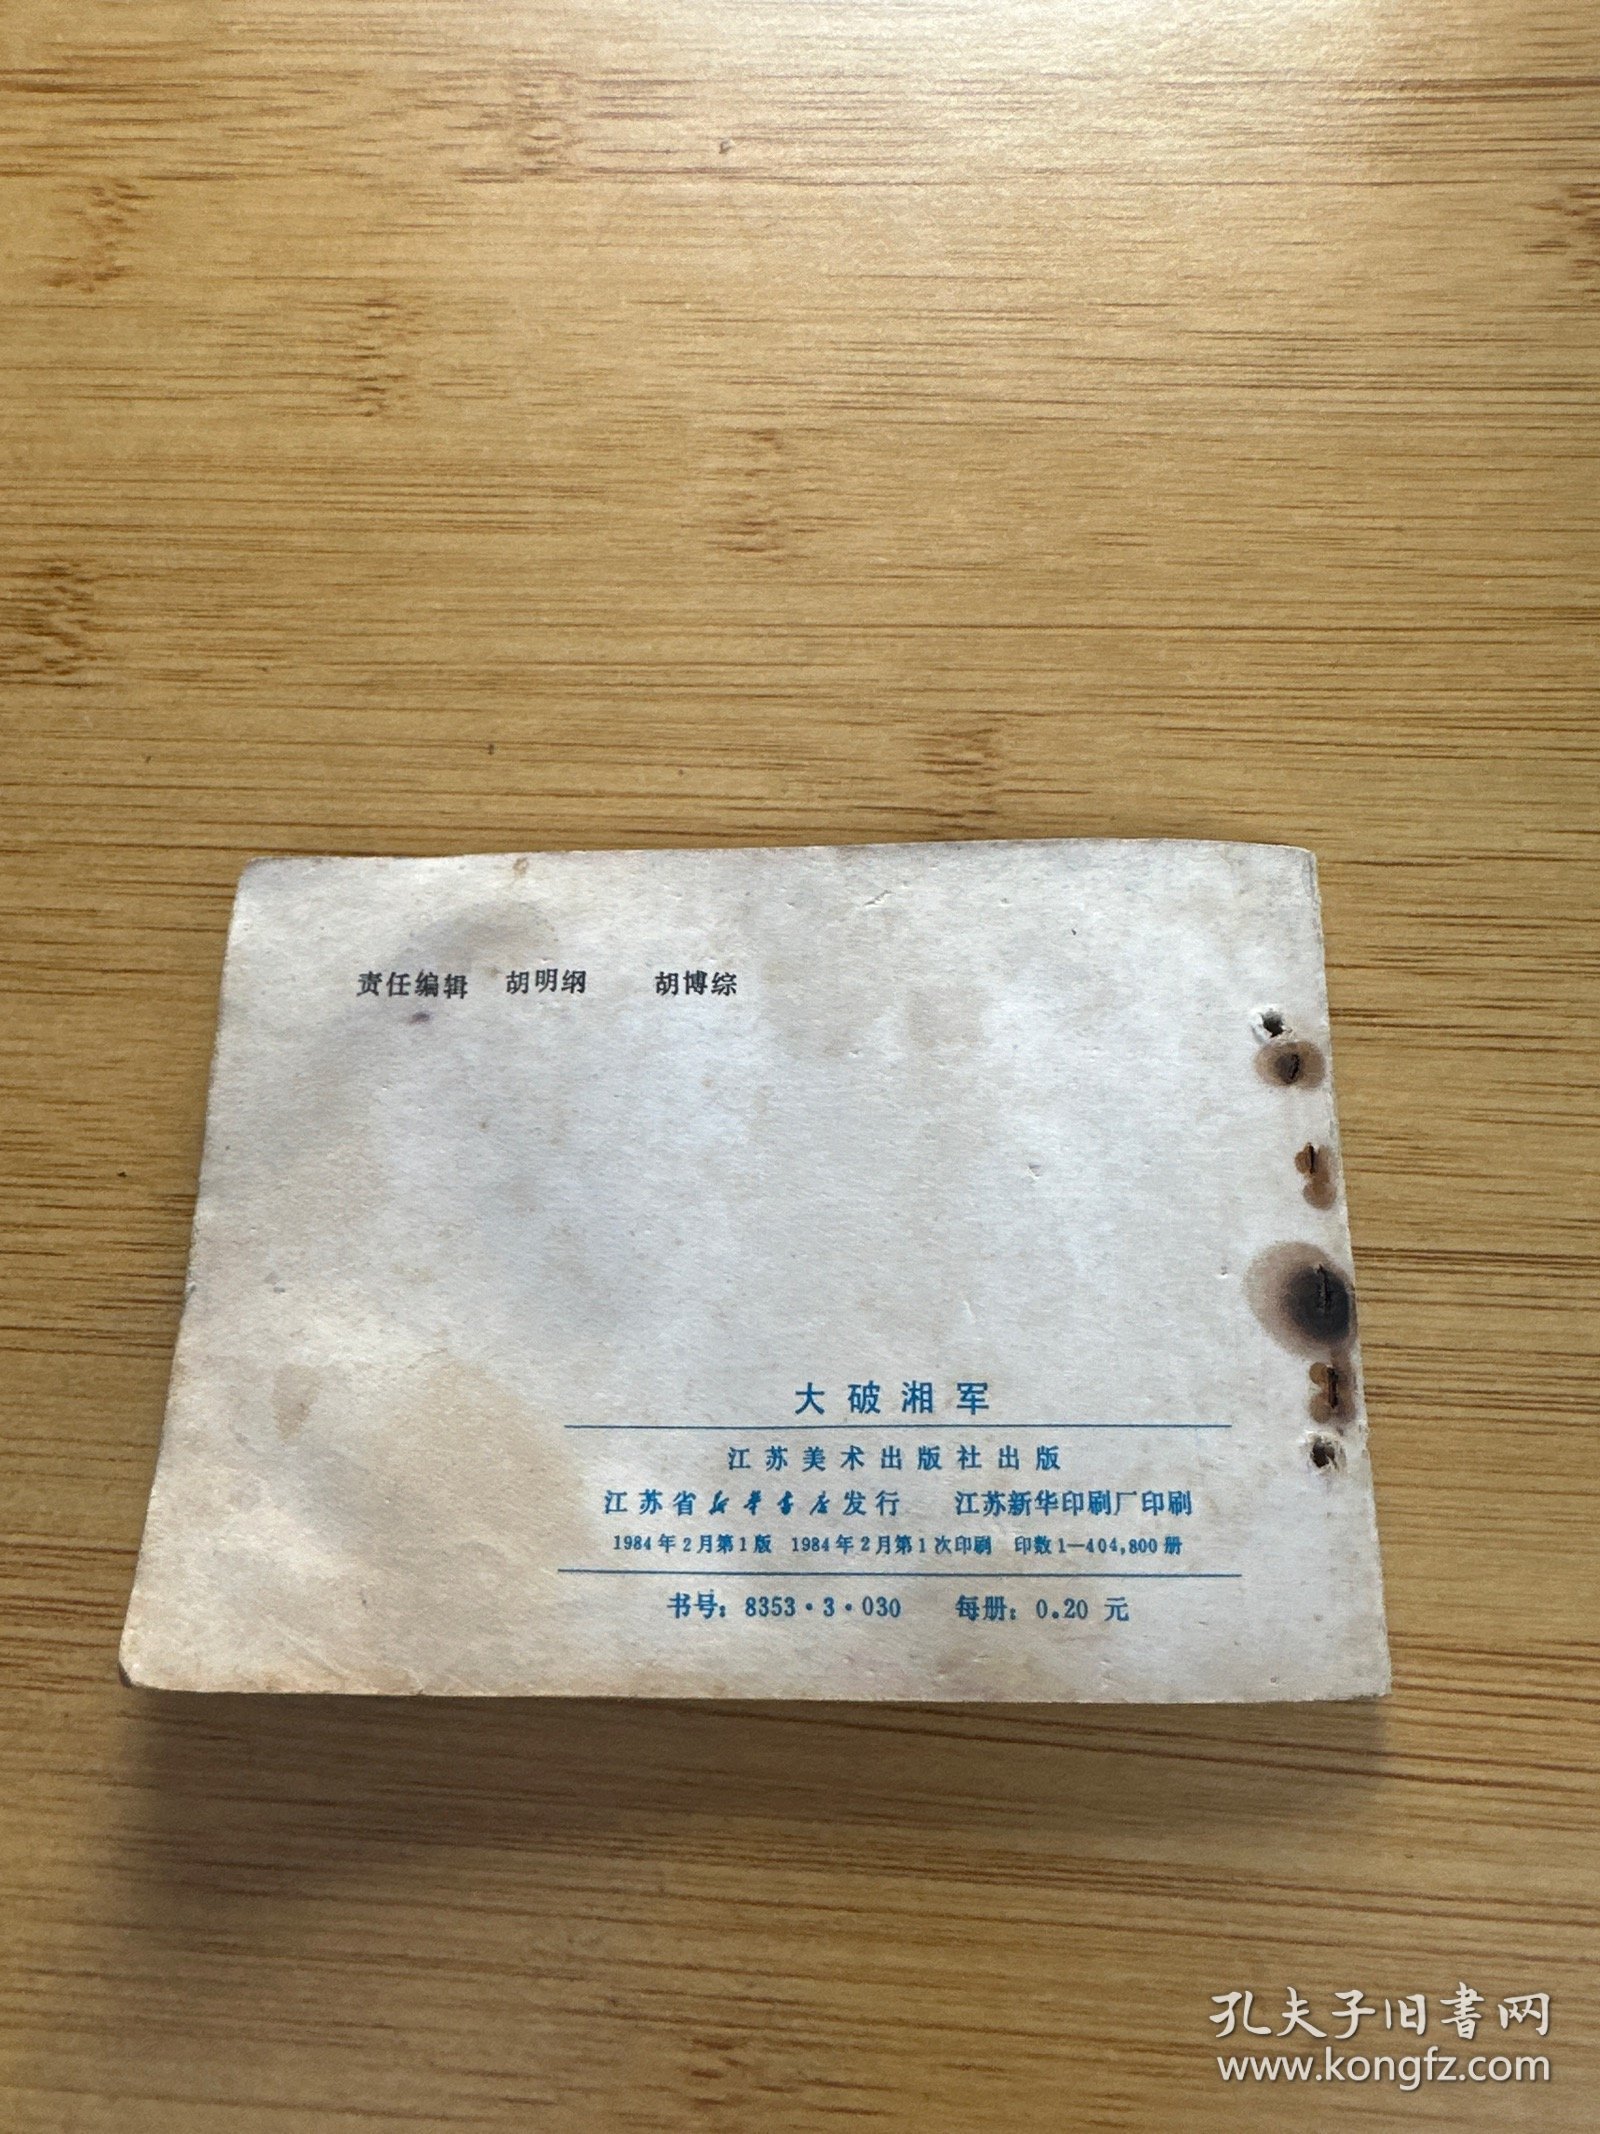 责任编辑 胡明纲 胡博综
大破湘军
江苏美术出版社出版
江苏省新华书店发行 江苏新华印刷厂印刷
1984年2月第1版 1984年2月第1次印刷 印数1—404,800册
书号：8353·3·030 每册：0.20 元
孔夫子旧书网
www.kongfz.com